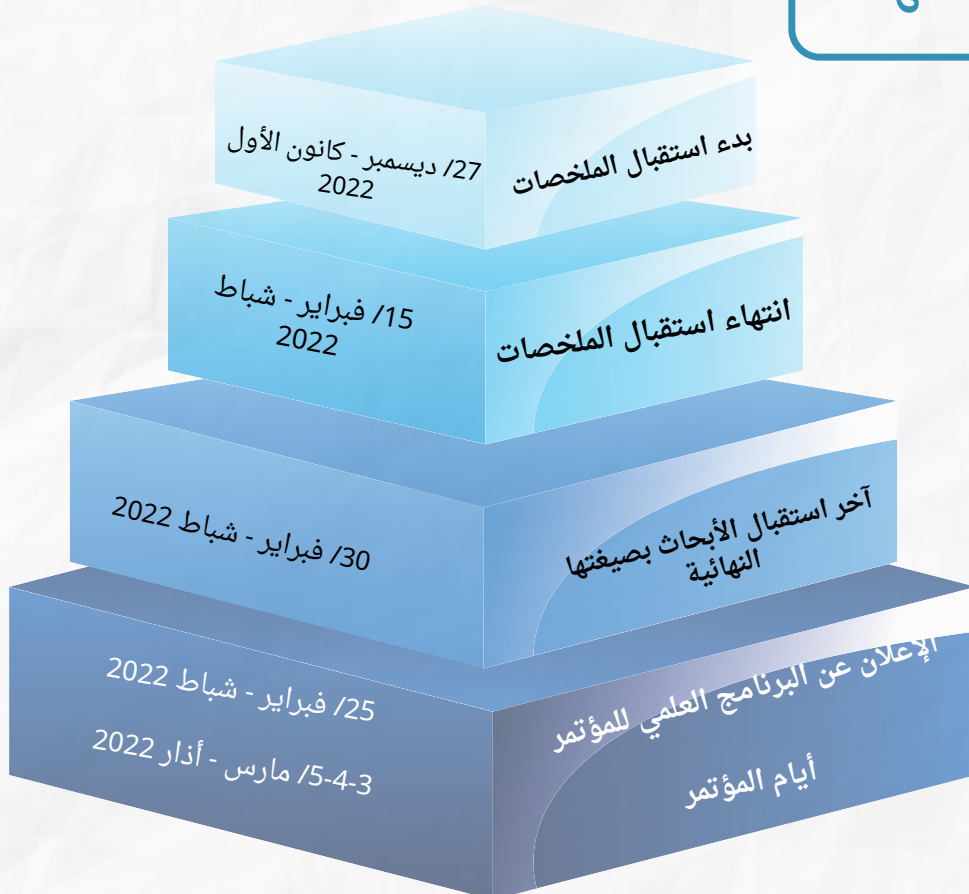 بدء استقبال الملخصات
27/ ديسمبر - كانون الأول
2022
انتهاء استقبال الملخصات
15/ فبراير - شباط
2022
آخر استقبال الأبحاث بصيغتها
النهائية
30/ فبراير - شباط 2022
الإعلان عن البرنامج العلمي للمؤتمر
25/ فبراير - شباط 2022
أيام المؤتمر
3-4-5/ مارس - أذار 2022